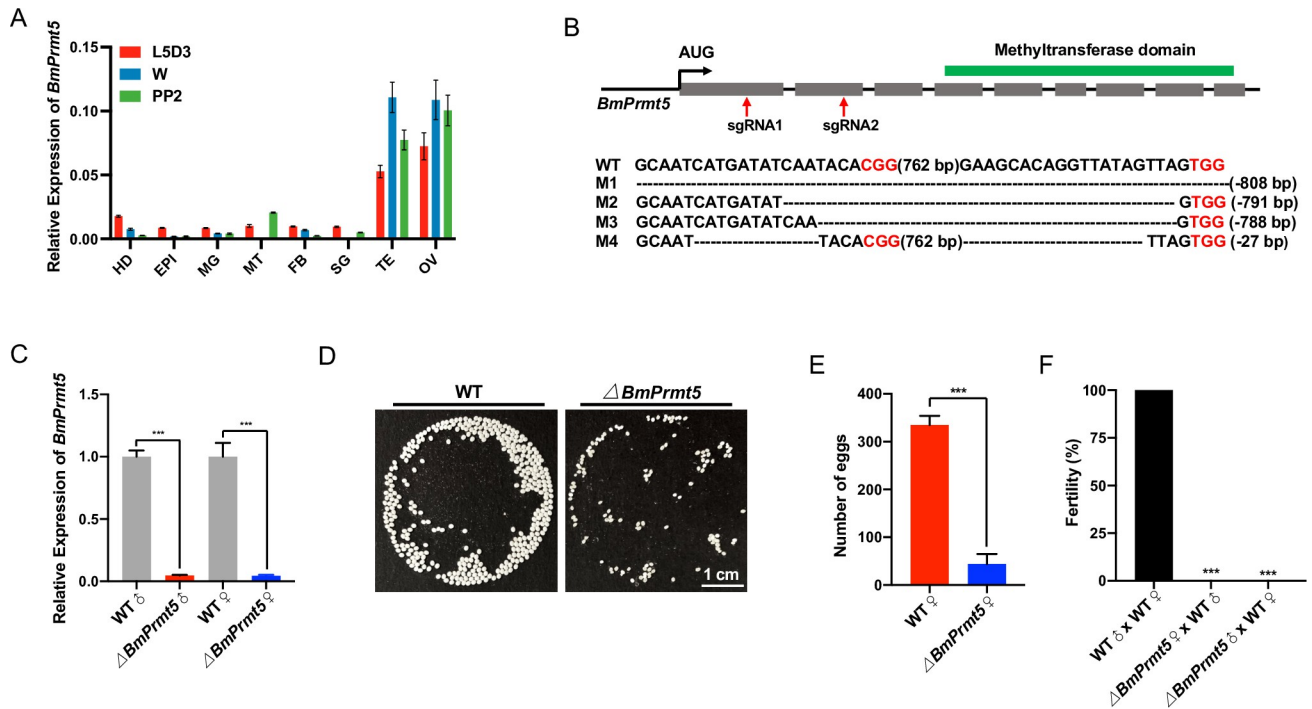 A
Relative Expression of BmPrmt5
0.15
0.10
0.05
0.00
L5D3
W
PP2
HD
EPI
MG
MT
FB
SG
TE
OV
B
AUG
Methyltransferase domain
BmPrmt5
sgRNA1
sgRNA2
WT GCAATCATGATATCAATACACGG(762 bp)GAAGCACAGGTTATAGTTAGTGG
M1 ----------------------------------------------------------------(-808 bp)
M2 GCAATCATGATAT------------------------------------------GTGG (-791 bp)
M3 GCAATCATGATATCAA---------------------------------------GTGG (-788 bp)
M4 GCAAT--------------TACACGG(762 bp)--------------------TTAGTGG (-27 bp)
C
Relative Expression of BmPrmt5
1.5
1.0
0.5
0.0
***
***
WT♂
△BmPrmt5♂
WT♀
△BmPrmt5♀
D
WT
△BmPrmt5
1 cm
E
Number of eggs
400
300
200
100
0
***
WT♀
△BmPrmt5♀
F
Fertility (%)
100
75
50
25
0
***
***
WT♂x WT♀
△BmPrmt5♀x WT♂
△BmPrmt5♂x WT♀